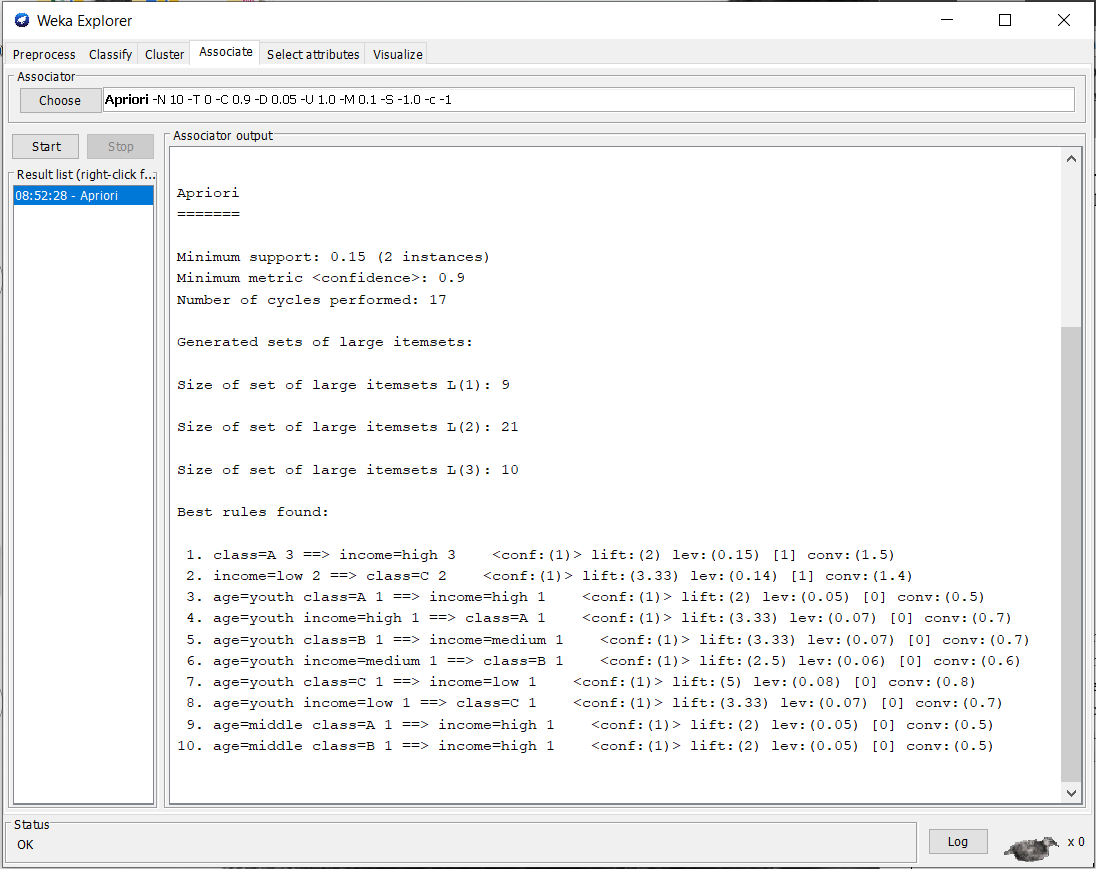 Weka Explorer
Preprocess Classify Cluster Associate Select attributes Visualize
Associator
Choose Apriori -N 10 -T 0 -C 0.9 -D 0.05 -U 1.0 -M 0.1 -S -1.0 -c -1
Start Stop
Result list (right-click f...
08:52:28 - Apriori
Associator output
Apriori
=======
Minimum support: 0.15 (2 instances)
Minimum metric <confidence>: 0.9
Number of cycles performed: 17
Generated sets of large itemsets:
Size of set of large itemsets L(1): 9
Size of set of large itemsets L(2): 21
Size of set of large itemsets L(3): 10
Best rules found:
1. class=A 3 ==> income=high 3 <conf:(1)> lift:(2) lev:(0.15) [1] conv:(1.5)
2. income=low 2 ==> class=C 2 <conf:(1)> lift:(3.33) lev:(0.14) [1] conv:(1.4)
3. age=youth class=A 1 ==> income=high 1 <conf:(1)> lift:(2) lev:(0.05) [0] conv:(0.5)
4. age=youth income=high 1 ==> class=A 1 <conf:(1)> lift:(3.33) lev:(0.07) [0] conv:(0.7)
5. age=youth class=B 1 ==> income=medium 1 <conf:(1)> lift:(3.33) lev:(0.07) [0] conv:(0.7)
6. age=youth income=medium 1 ==> class=B 1 <conf:(1)> lift:(2.5) lev:(0.06) [0] conv:(0.6)
7. age=youth class=C 1 ==> income=low 1 <conf:(1)> lift:(5) lev:(0.08) [0] conv:(0.8)
8. age=youth income=low 1 ==> class=C 1 <conf:(1)> lift:(3.33) lev:(0.07) [0] conv:(0.7)
9. age=middle class=A 1 ==> income=high 1 <conf:(1)> lift:(2) lev:(0.05) [0] conv:(0.5)
10. age=middle class=B 1 ==> income=high 1 <conf:(1)> lift:(2) lev:(0.05) [0] conv:(0.5)
Status
OK
Log
x 0